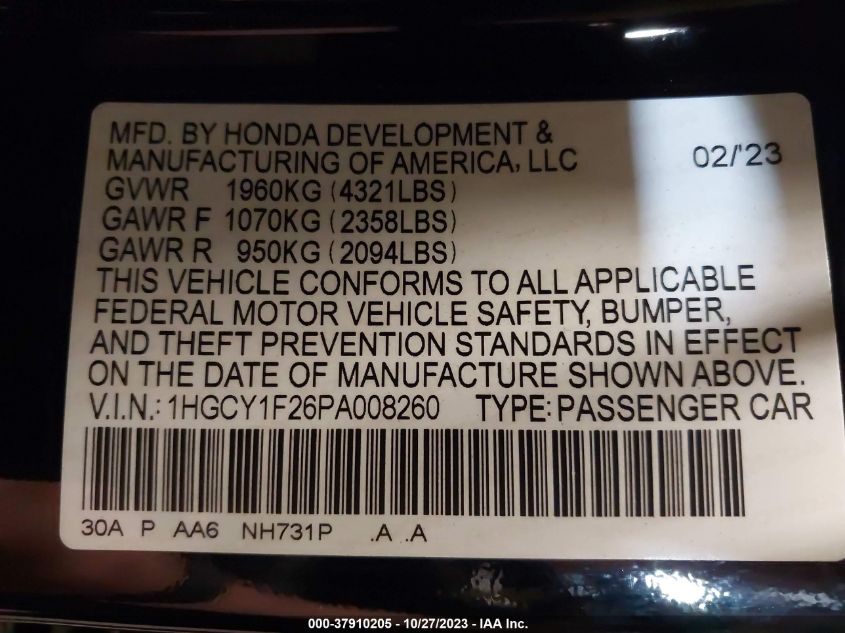 MFD. BY HONDA DEVELOPMENT &
MANUFACTURING OF AMERICA, LLC 02/'23
GVWR 1960KG (4321LBS)
GAWR F 1070KG (2358LBS)
GAWR R 950KG (2094LBS)
THIS VEHICLE CONFORMS TO ALL APPLICABLE
FEDERAL MOTOR VEHICLE SAFETY, BUMPER,
AND THEFT PREVENTION STANDARDS IN EFFECT
ON THE DATE OF MANUFACTURE SHOWN ABOVE.
V.I.N.: 1HGCY1F26PA008260 TYPE: PASSENGER CAR
30A P AA6 NH731P .A .A
000-37910205 - 10/27/2023 - IAA Inc.